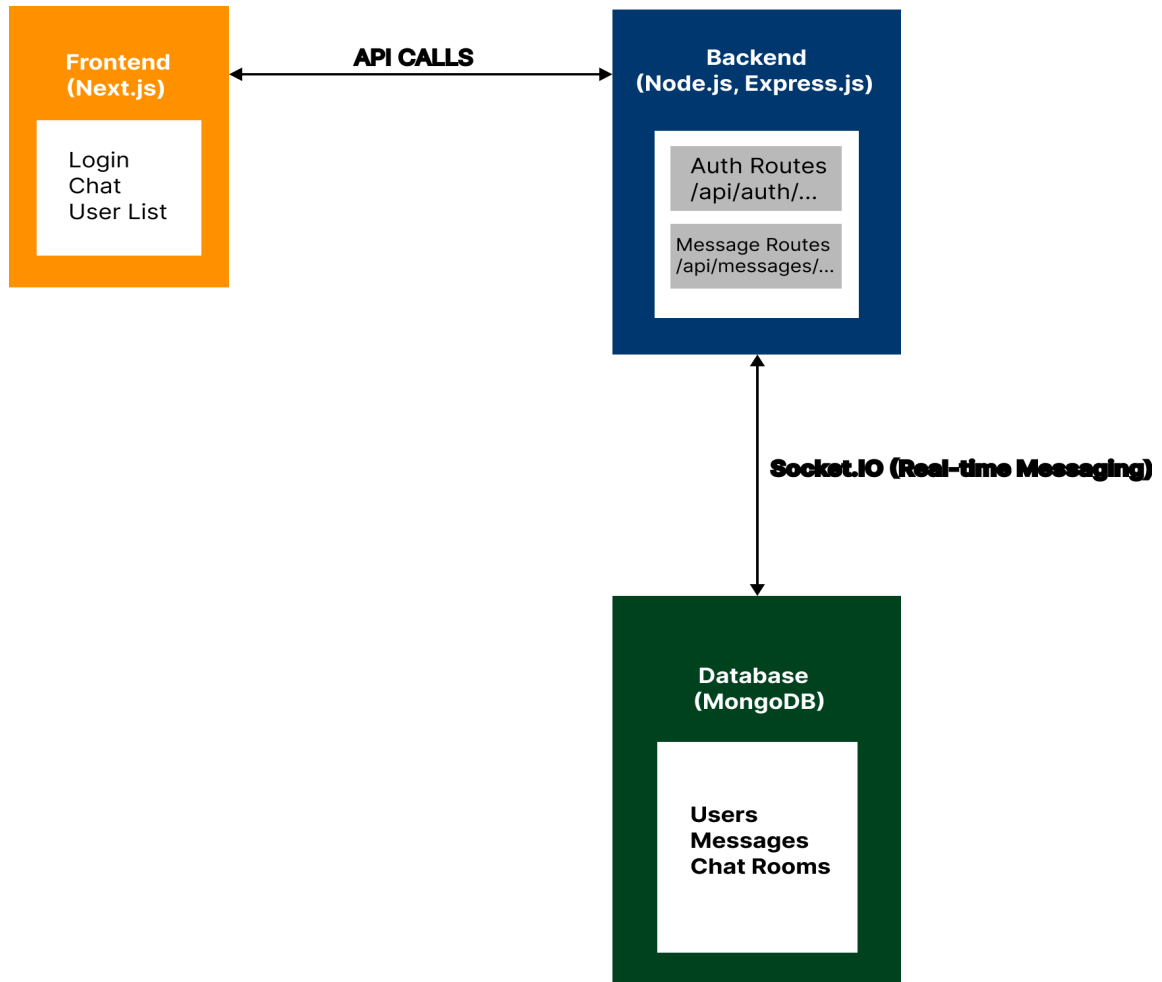 Frontend
(Next.js)
Login
Chat
User List
API CALLS
Backend
(Node.js, Express.js)
Auth Routes
/api/auth/...
Message Routes
/api/messages/...
Socket.IO (Real-time Messaging)
Database
(MongoDB)
Users
Messages
Chat Rooms